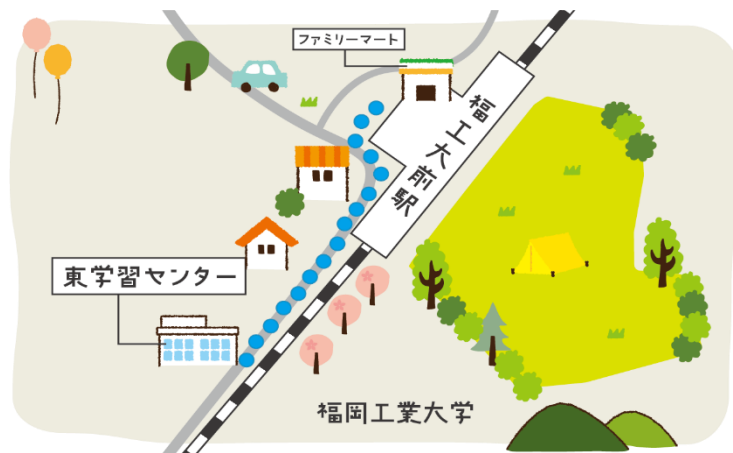 ファミリーマート
福工大前駅
東学習センター
福岡工業大学